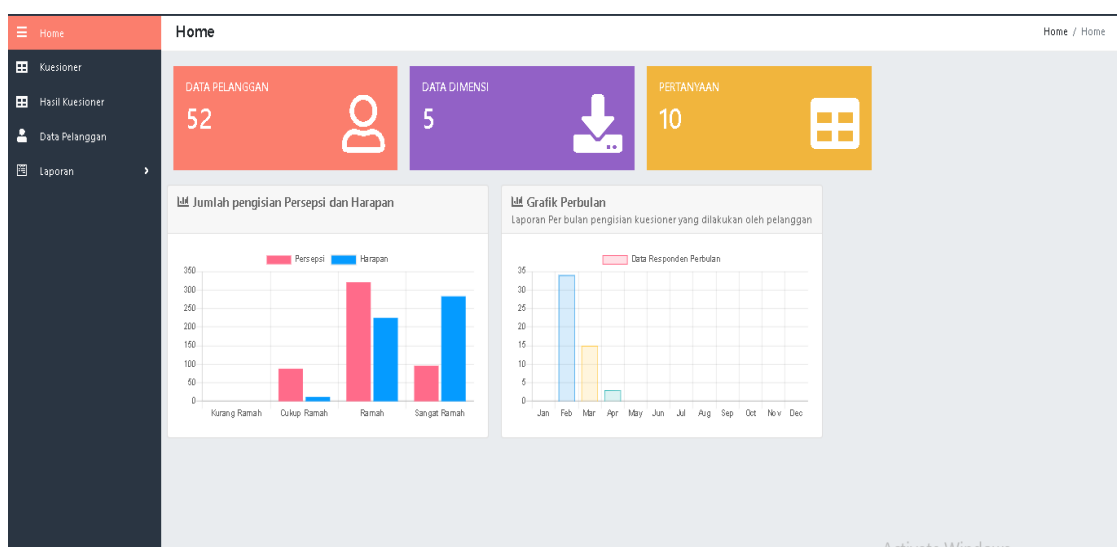 Home
Kuesioner
Hasil Kuesioner
Data Pelanggan
Laporan
Home
Home / Home
DATA PELANGGAN
52
DATA DIMENSI
5
PERTANYAAN
10
Jumlah pengisian Persepsi dan Harapan
Persepsi Harapan
350
300
250
200
150
100
50
0
Kurang Ramah Cukup Ramah Ramah Sangat Ramah
Grafik Perbulan
Laporan Per bulan pengisian kuesioner yang dilakukan oleh pelanggan
Data Responden Perbulan
35
30
25
20
15
10
5
0
Jan Feb Mar Apr May Jun Jul Aug Sep Oct Nov Dec
Activate Windows